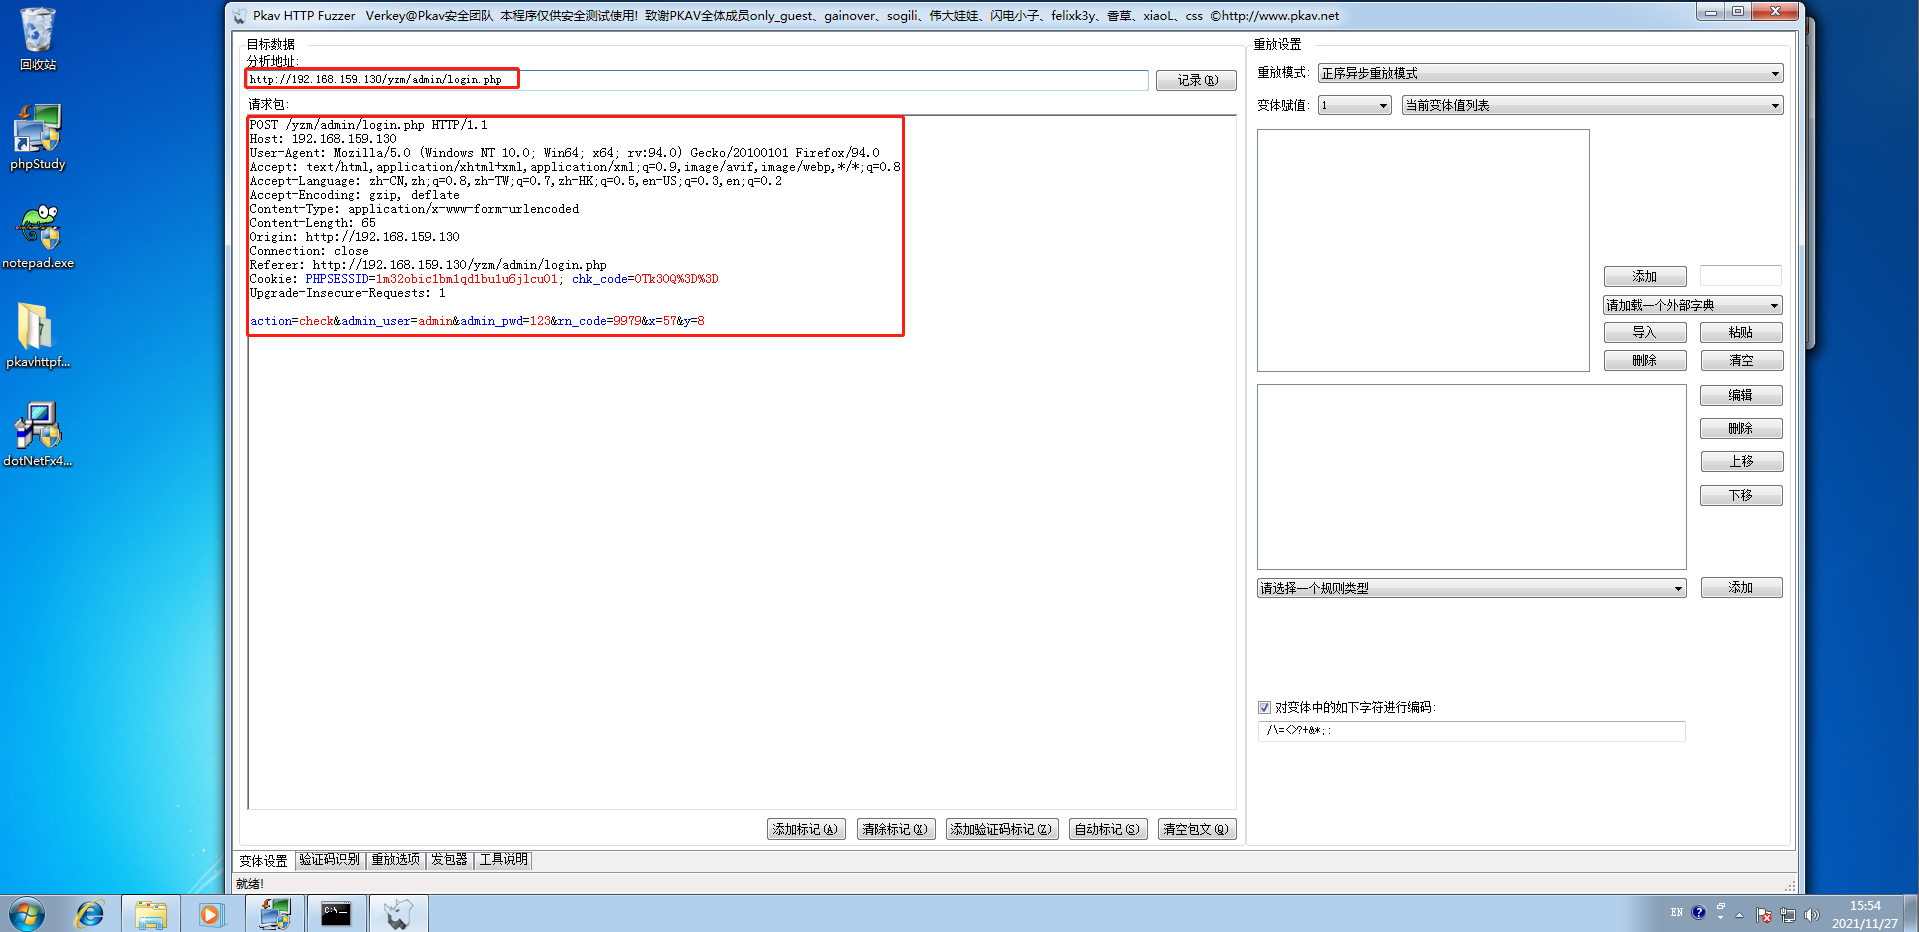 Pkav HTTP Fuzzer Verkey@Pkav安全团队 本程序仅供安全测试使用! 致谢PKAV全体成员only_guest、gainover、sogili、伟大娃娃、闪电小子、felixk3y、香草、xiaoL、css ©http://www.pkav.net
回收站
phpStudy
notepad.exe
pkavhttpf...
dotNetFx4...
目标数据
分析地址:
http://192.168.159.130/yzm/admin/login.php
记录(R)
请求包:
POST /yzm/admin/login.php HTTP/1.1
Host: 192.168.159.130
User-Agent: Mozilla/5.0 (Windows NT 10.0; Win64; x64; rv:94.0) Gecko/20100101 Firefox/94.0
Accept: text/html,application/xhtml+xml,application/xml;q=0.9,image/avif,image/webp,*/*;q=0.8
Accept-Language: zh-CN,zh;q=0.8,zh-TW;q=0.7,zh-HK;q=0.5,en-US;q=0.3,en;q=0.2
Accept-Encoding: gzip, deflate
Content-Type: application/x-www-form-urlencoded
Content-Length: 65
Origin: http://192.168.159.130
Connection: close
Referer: http://192.168.159.130/yzm/admin/login.php
Cookie: PHPSESSID=1m32obic1bm1qd1bu1u6jlcu01; chk_code=OTk3OQ%3D%3D
Upgrade-Insecure-Requests: 1
action=check&admin_user=admin&admin_pwd=123&rn_code=9979&x=57&y=8
添加标记(A)
清除标记(X)
添加验证码标记(Z)
自动标记(S)
清空包文(Q)
重放设置
重放模式: 正序异步重放模式
变体赋值: 1 当前变体值列表
添加
请加载一个外部字典
导入
粘贴
删除
清空
编辑
删除
上移
下移
请选择一个规则类型
添加
对变体中的如下字符进行编码:
/\=<>?+&*;:
变体设置
验证码识别
重放选项
发包器
工具说明
就绪!
C:\_
EN
15:54
2021/11/27